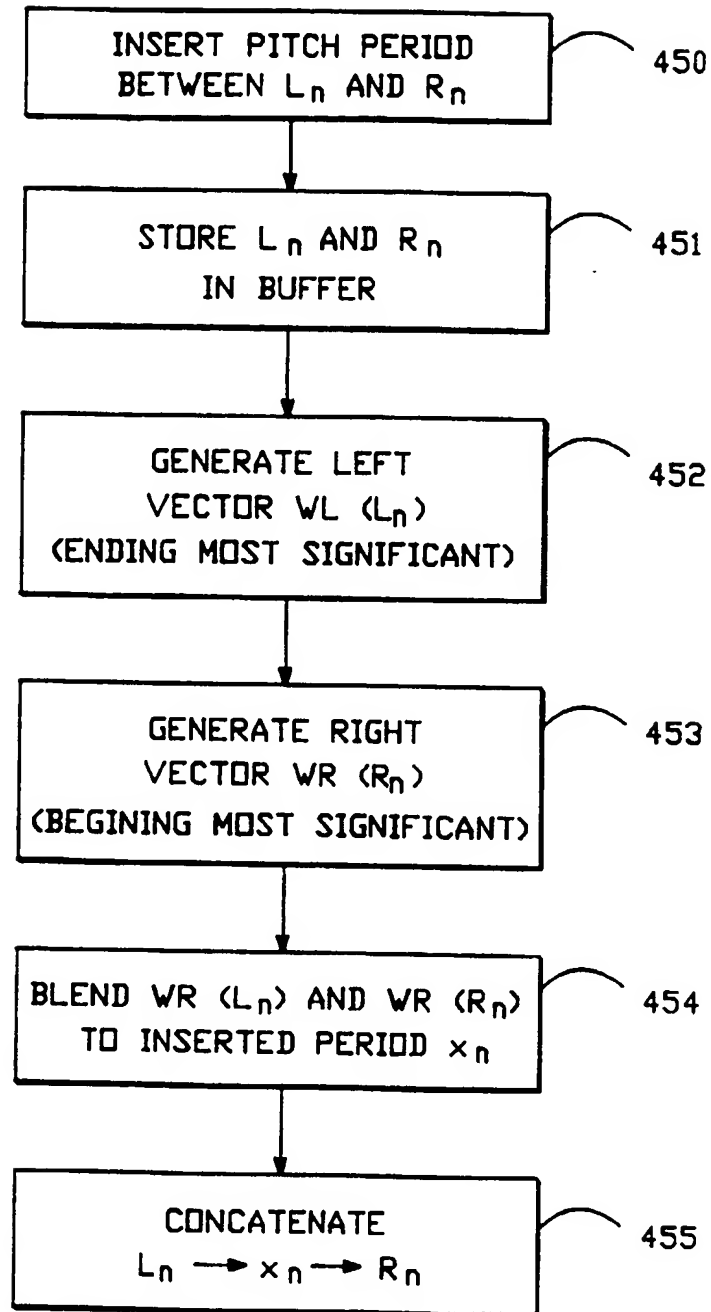 INSERT PITCH PERIOD
BETWEEN Ln AND Rn
450
STORE Ln AND Rn
IN BUFFER
451
GENERATE LEFT
VECTOR WL (Ln)
(ENDING MOST SIGNIFICANT)
452
GENERATE RIGHT
VECTOR WR (Rn)
(BEGINING MOST SIGNIFICANT)
453
BLEND WR (Ln) AND WR (Rn)
TO INSERTED PERIOD xn
454
CONCATENATE
Ln → xn → Rn
455